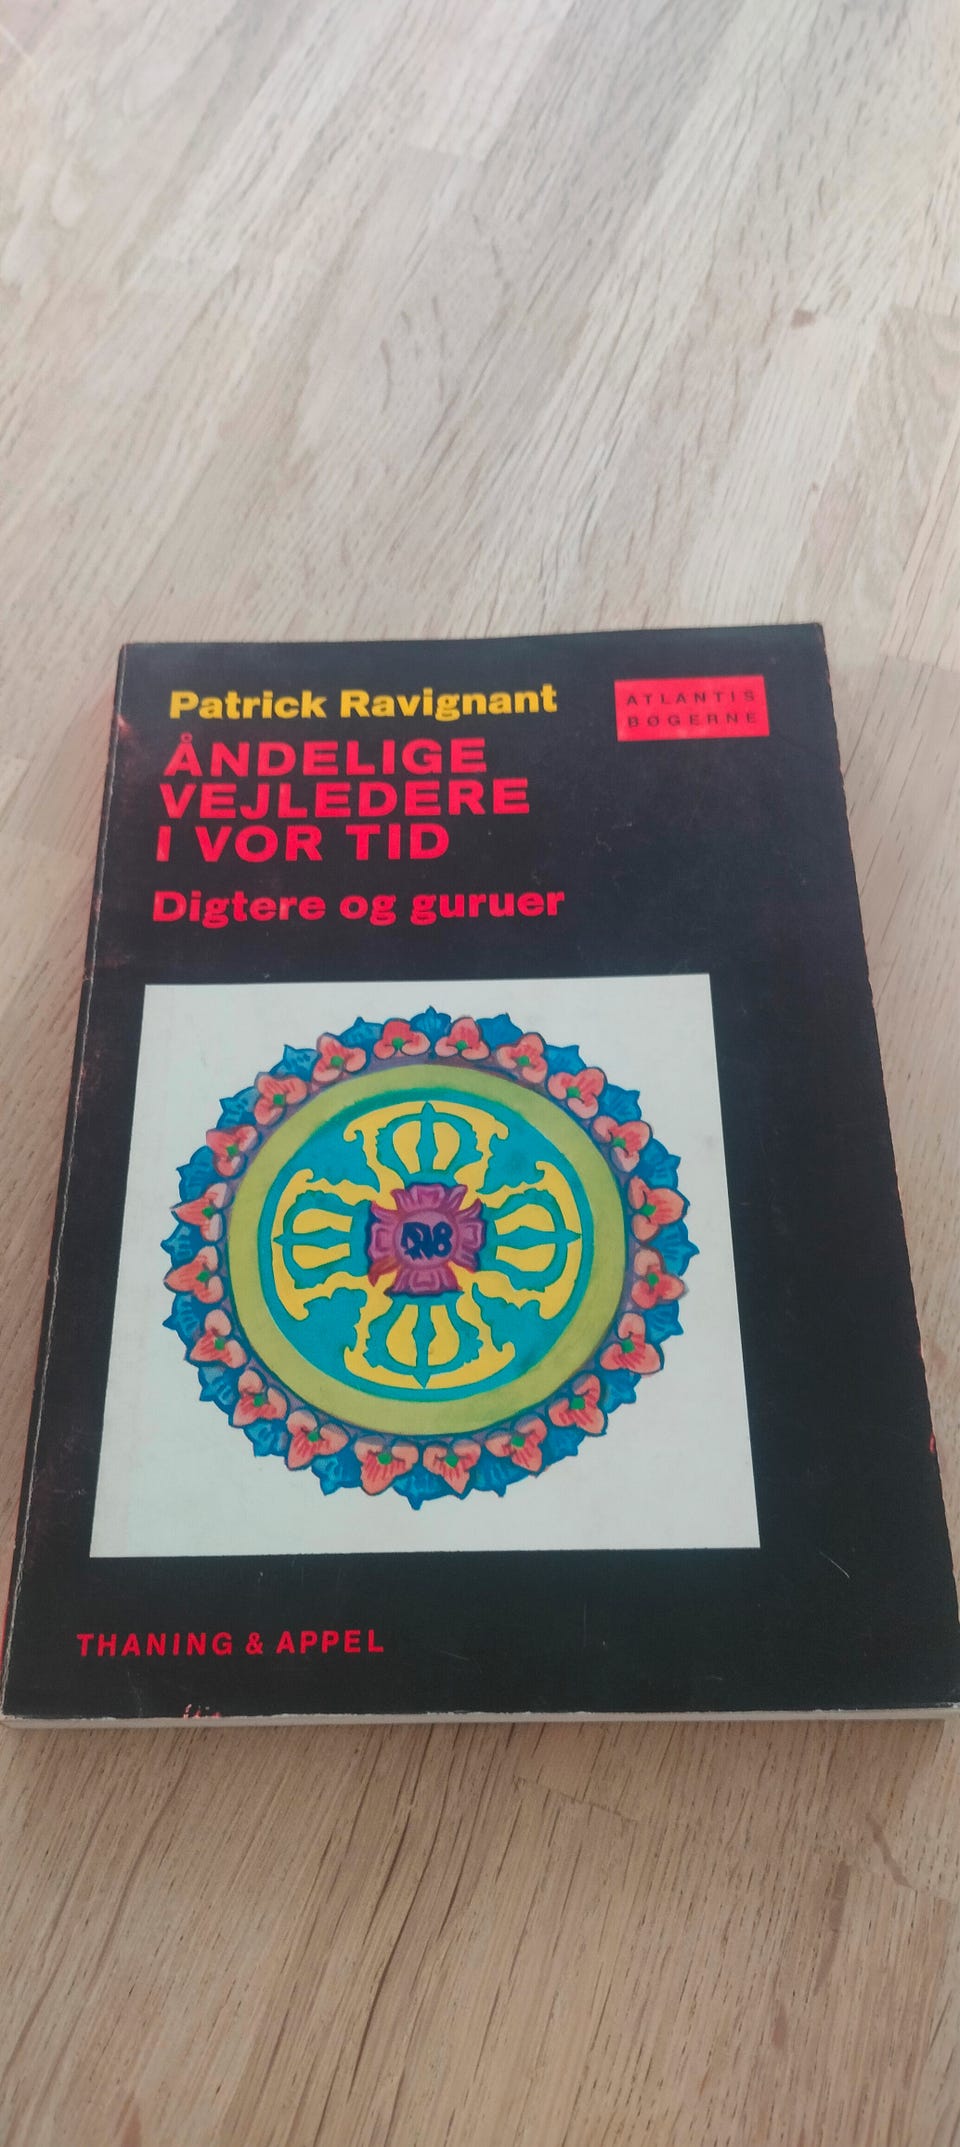 Patrick Ravignant
ATLANTIS
BØGERNE
ÅNDELIGE
VEJLEDERE
I VOR TID
Digtere og guruer
THANING & APPEL